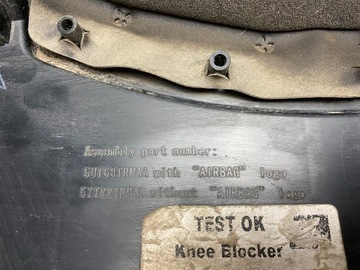 Assembly part number:
with "AIRBAG" logo
without "AIRBAG" logo
TEST OK
Knee Blocker